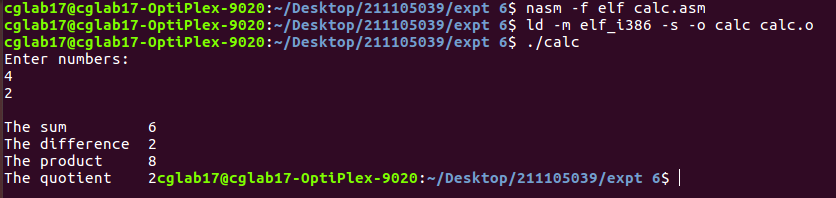 cglab17@cglab17-OptiPlex-9020:~/Desktop/211105039/expt 6$ nasm -f elf calc.asm
cglab17@cglab17-OptiPlex-9020:~/Desktop/211105039/expt 6$ ld -m elf_i386 -s -o calc calc.o
cglab17@cglab17-OptiPlex-9020:~/Desktop/211105039/expt 6$ ./calc
Enter numbers:
4
2
The sum 6
The difference 2
The product 8
The quotient 2cglab17@cglab17-OptiPlex-9020:~/Desktop/211105039/expt 6$